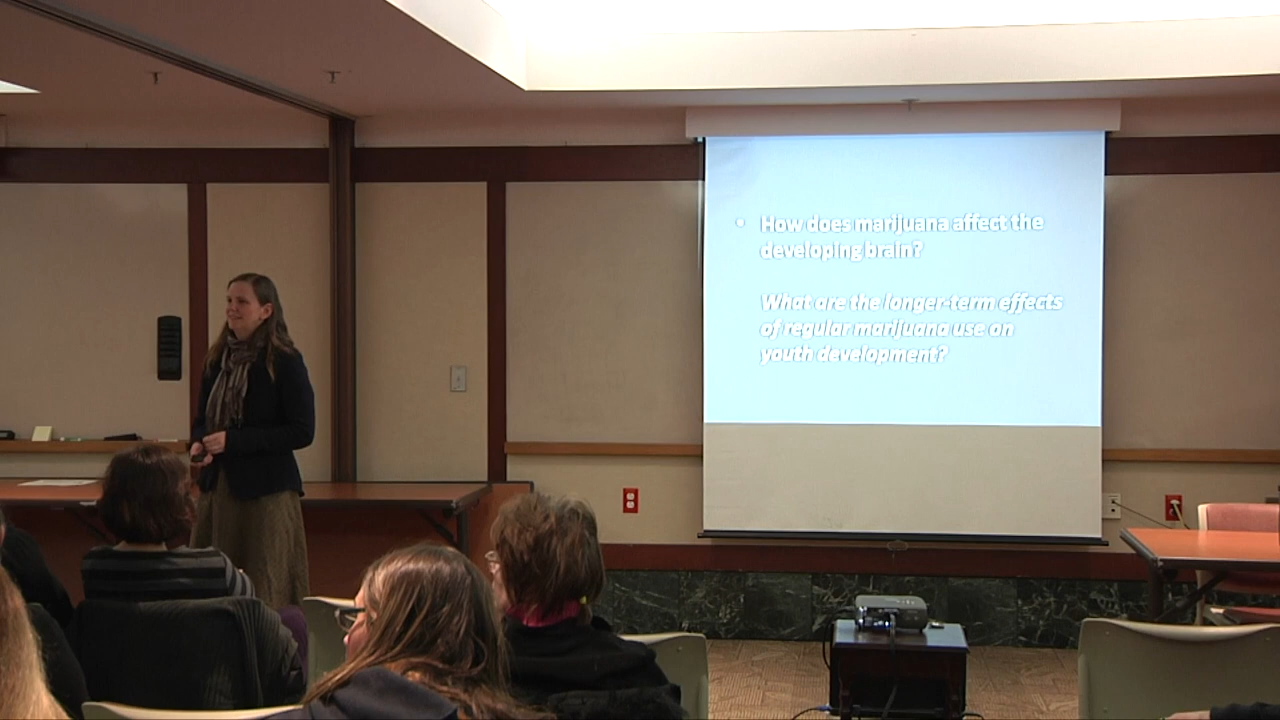 • How does marijuana affect the
developing brain?
What are the longer-term effects
of regular marijuana use on
youth development?